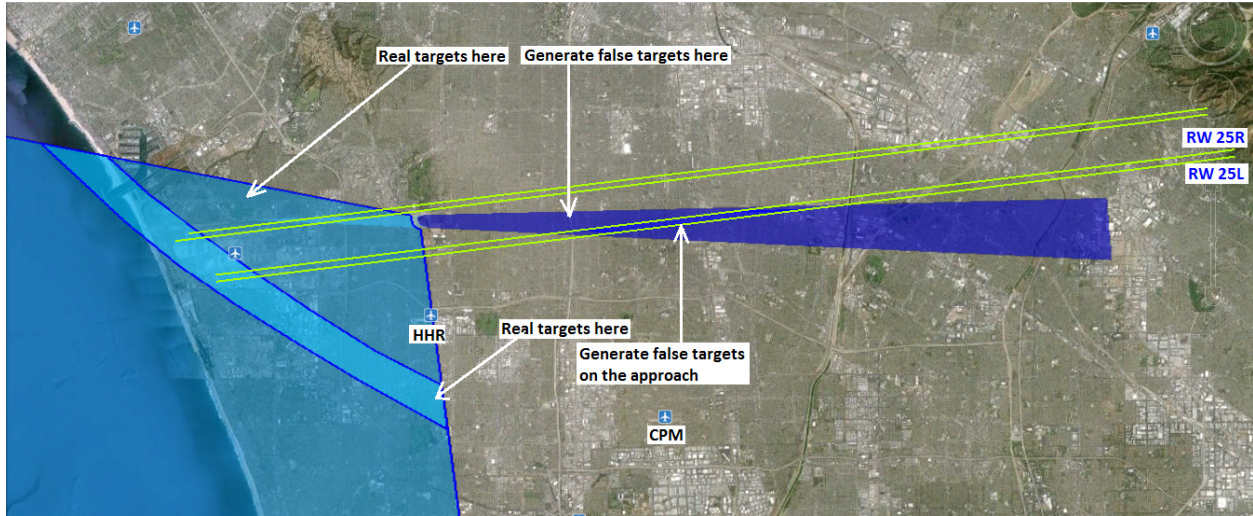 Real targets here
Generate false targets here
RW 25R
RW 25L
HHR
Real targets here
Generate false targets
on the approach
CPM